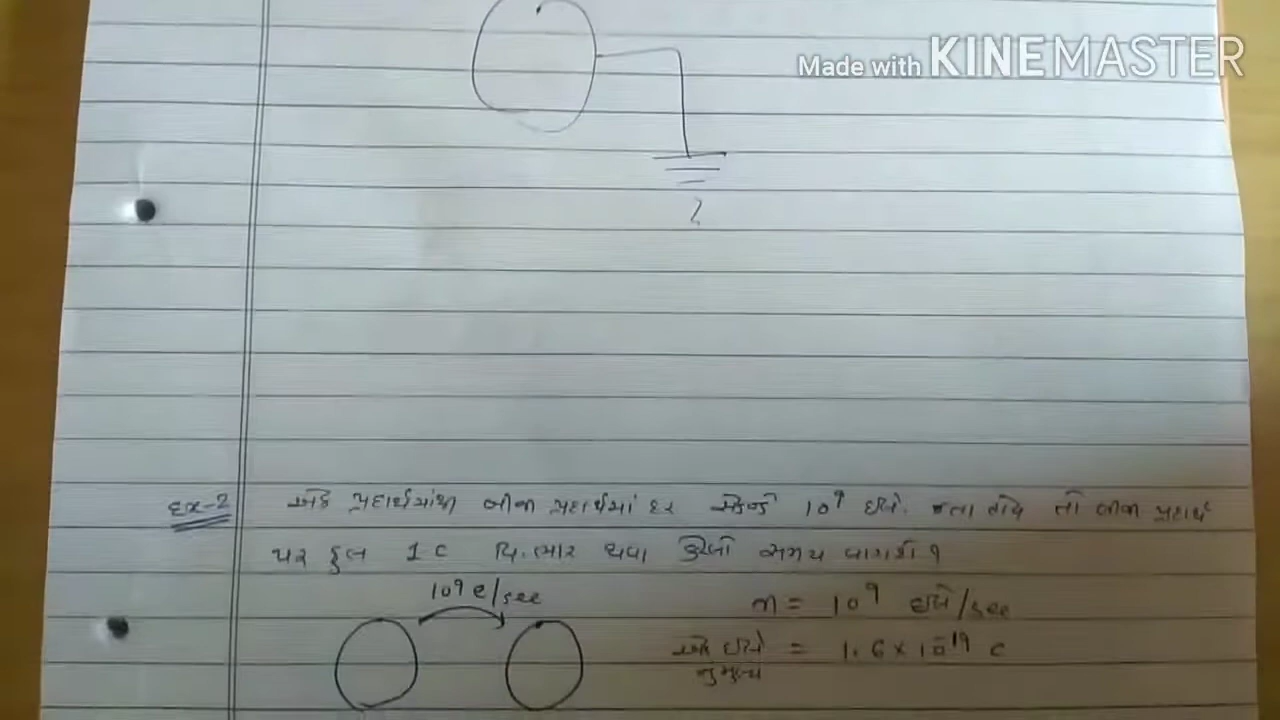 Made with KINEMASTER
Ex-2 એક પદાર્થમાંથી બીજા પદાર્થમાં દર સેકન્ડે 10⁹ ઇલે. જતા હોય તો બીજા પદાર્થ
પર કુલ 1 C વિ.ભાર થવા કેટલો સમય લાગશે ?
10⁹ e/sec
n = 10⁹ ઇલે/sec
એક ઇલે = 1.6 × 10⁻¹⁹ C
નુ મુલ્ય